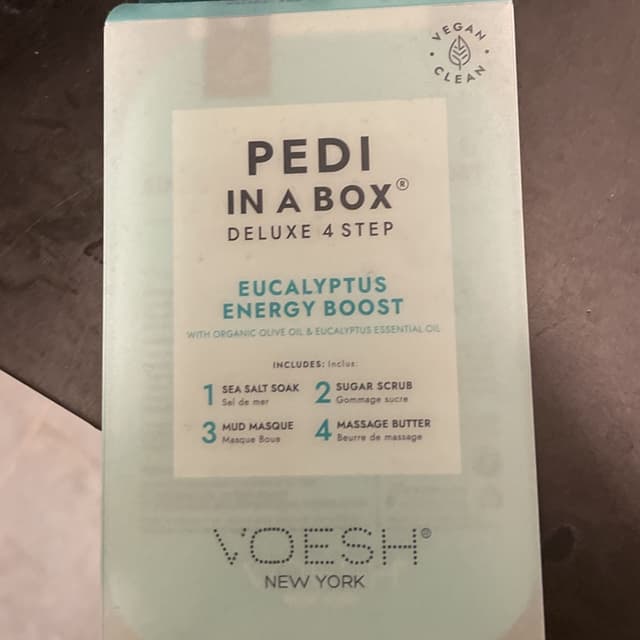 VEGAN
CLEAN
PEDI
IN A BOX®
DELUXE 4 STEP
EUCALYPTUS
ENERGY BOOST
WITH ORGANIC OLIVE OIL & EUCALYPTUS ESSENTIAL OIL
INCLUDES: Inclus:
1 SEA SALT SOAK
Sel de mer
2 SUGAR SCRUB
Gommage sucre
3 MUD MASQUE
Masque Boue
4 MASSAGE BUTTER
Beurre de massage
VOESH®
NEW YORK